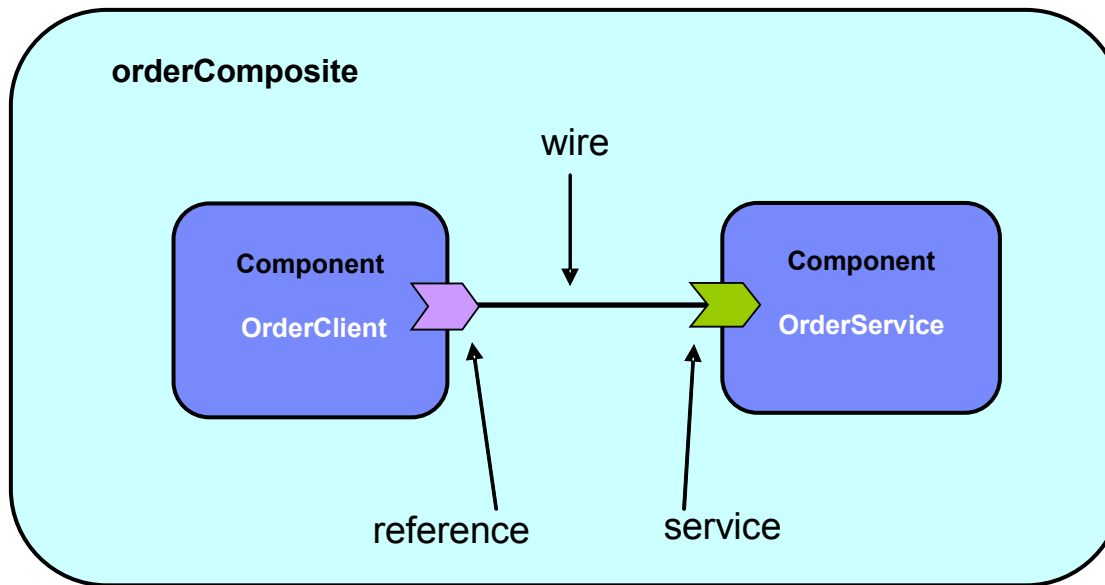 orderComposite
wire
Component
OrderClient
Component
OrderService
reference
service